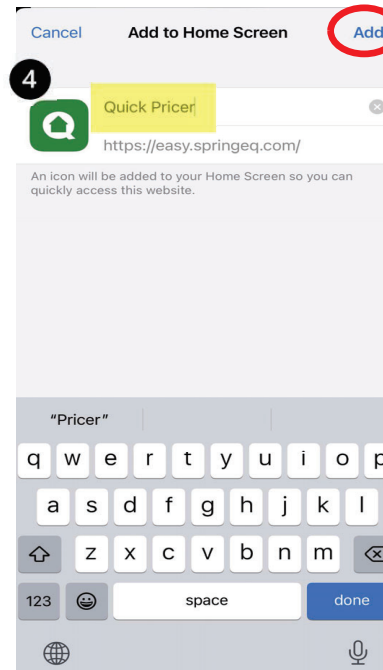 Cancel Add to Home Screen Add
4
Quick Pricer
https://easy.springeq.com/
An icon will be added to your Home Screen so you can
quickly access this website.
"Pricer"
q w e r t y u i o p
a s d f g h j k l
z x c v b n m
123 space done